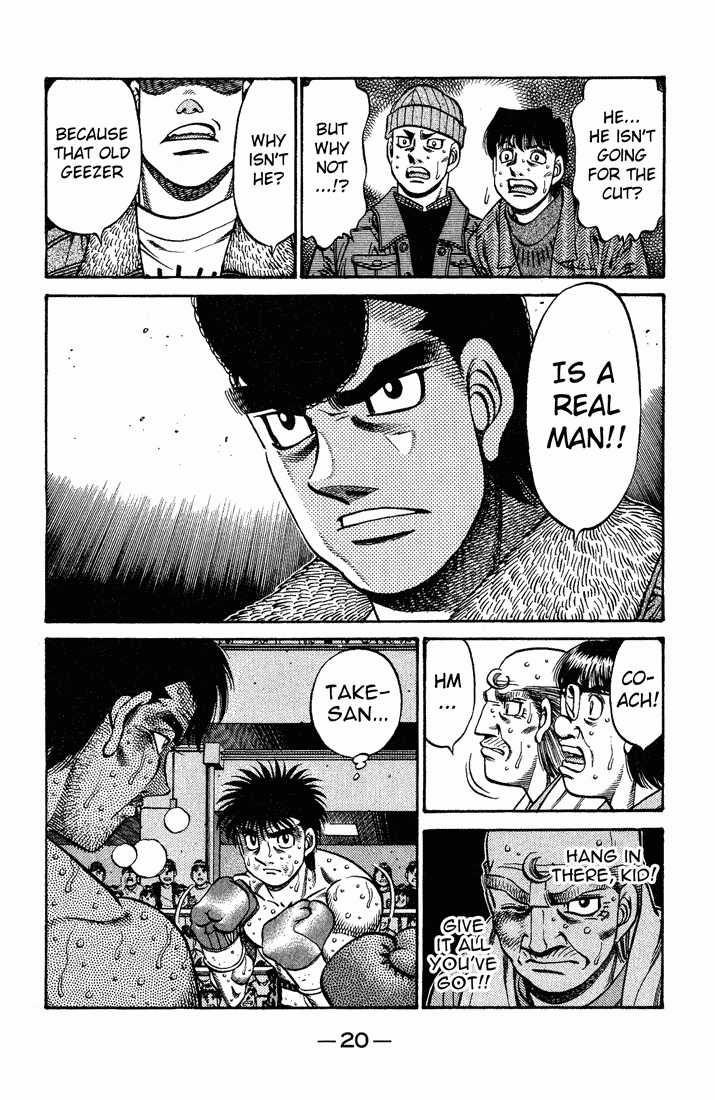 HE...
HE ISN'T
GOING
FOR THE
CUT?
BUT
WHY
NOT
...!?
WHY
ISN'T
HE?
BECAUSE
THAT OLD
GEEZER
IS A
REAL
MAN!!
CO-
ACH!
HM
...
HANG IN
THERE, KID!
GIVE
IT ALL
YOU'VE
GOT!!
TAKE-
SAN...
—20—